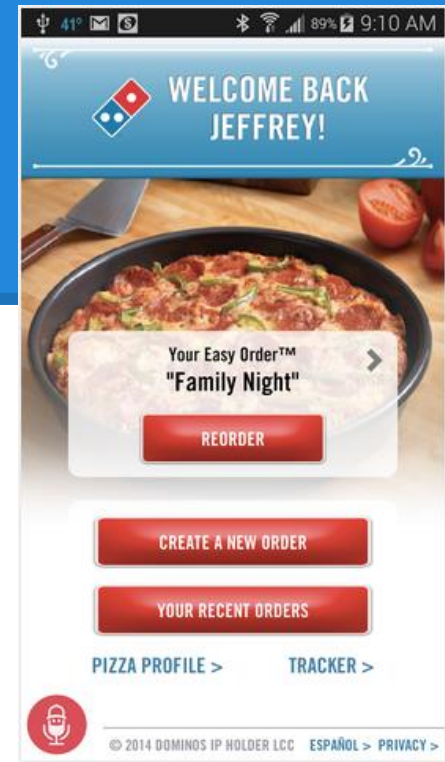 41° 89% 9:10 AM
WELCOME BACK
JEFFREY!
Your Easy Order™
"Family Night"
REORDER
CREATE A NEW ORDER
YOUR RECENT ORDERS
PIZZA PROFILE > TRACKER >
© 2014 DOMINOS IP HOLDER LCC ESPAÑOL > PRIVACY >